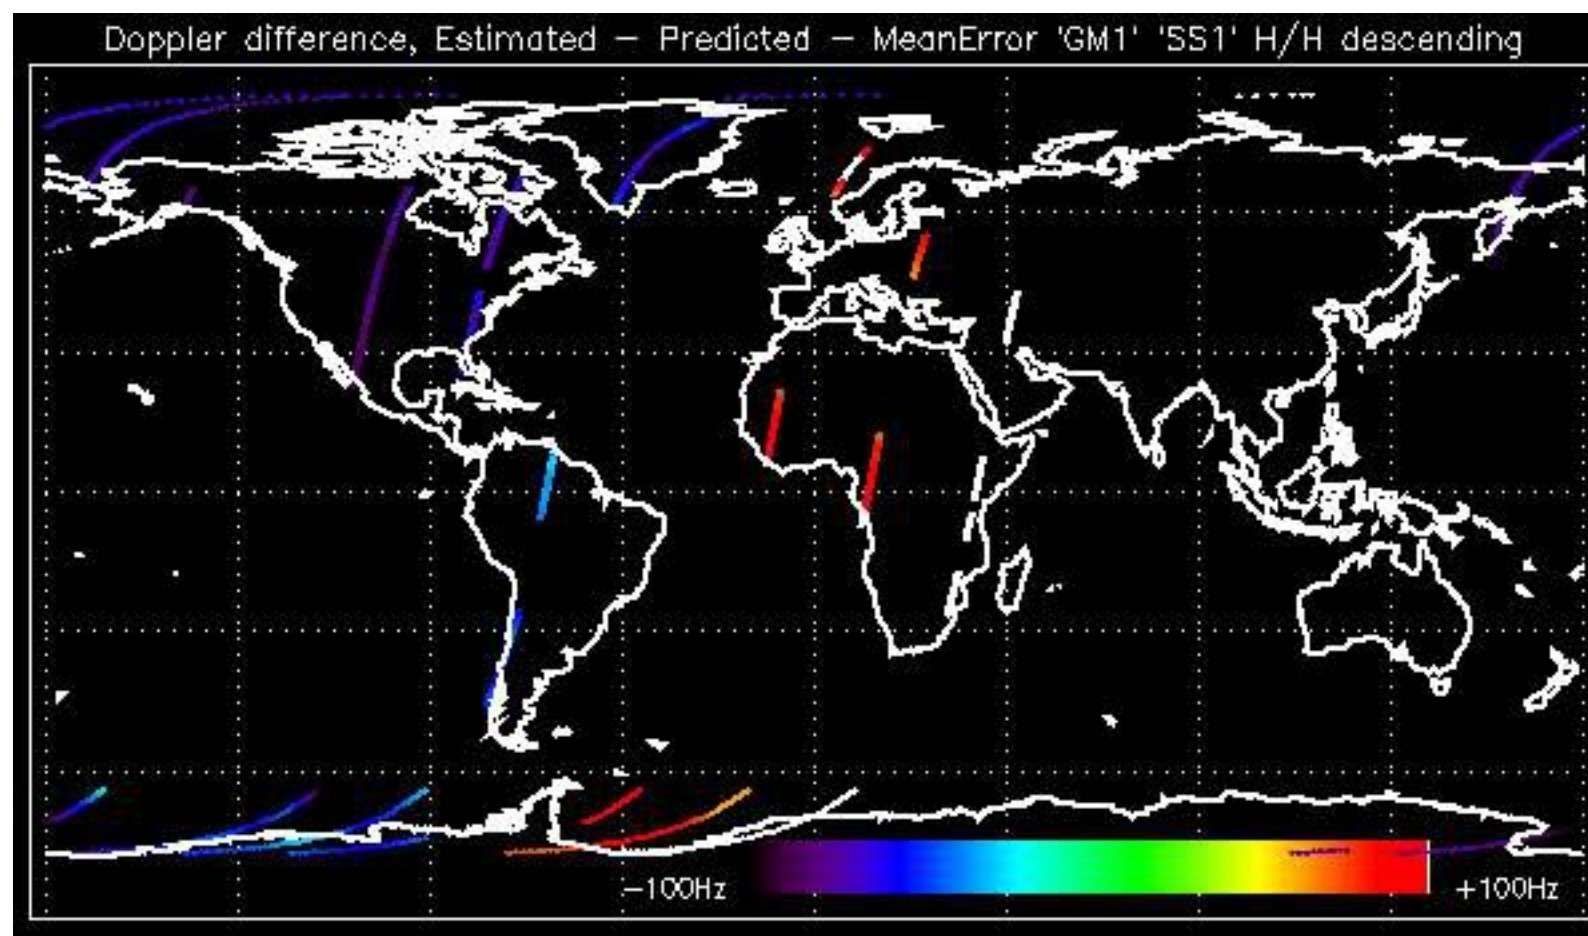 Doppler difference, Estimated – Predicted – MeanError 'GM1' 'SS1' H/H descending
-100Hz
+100Hz